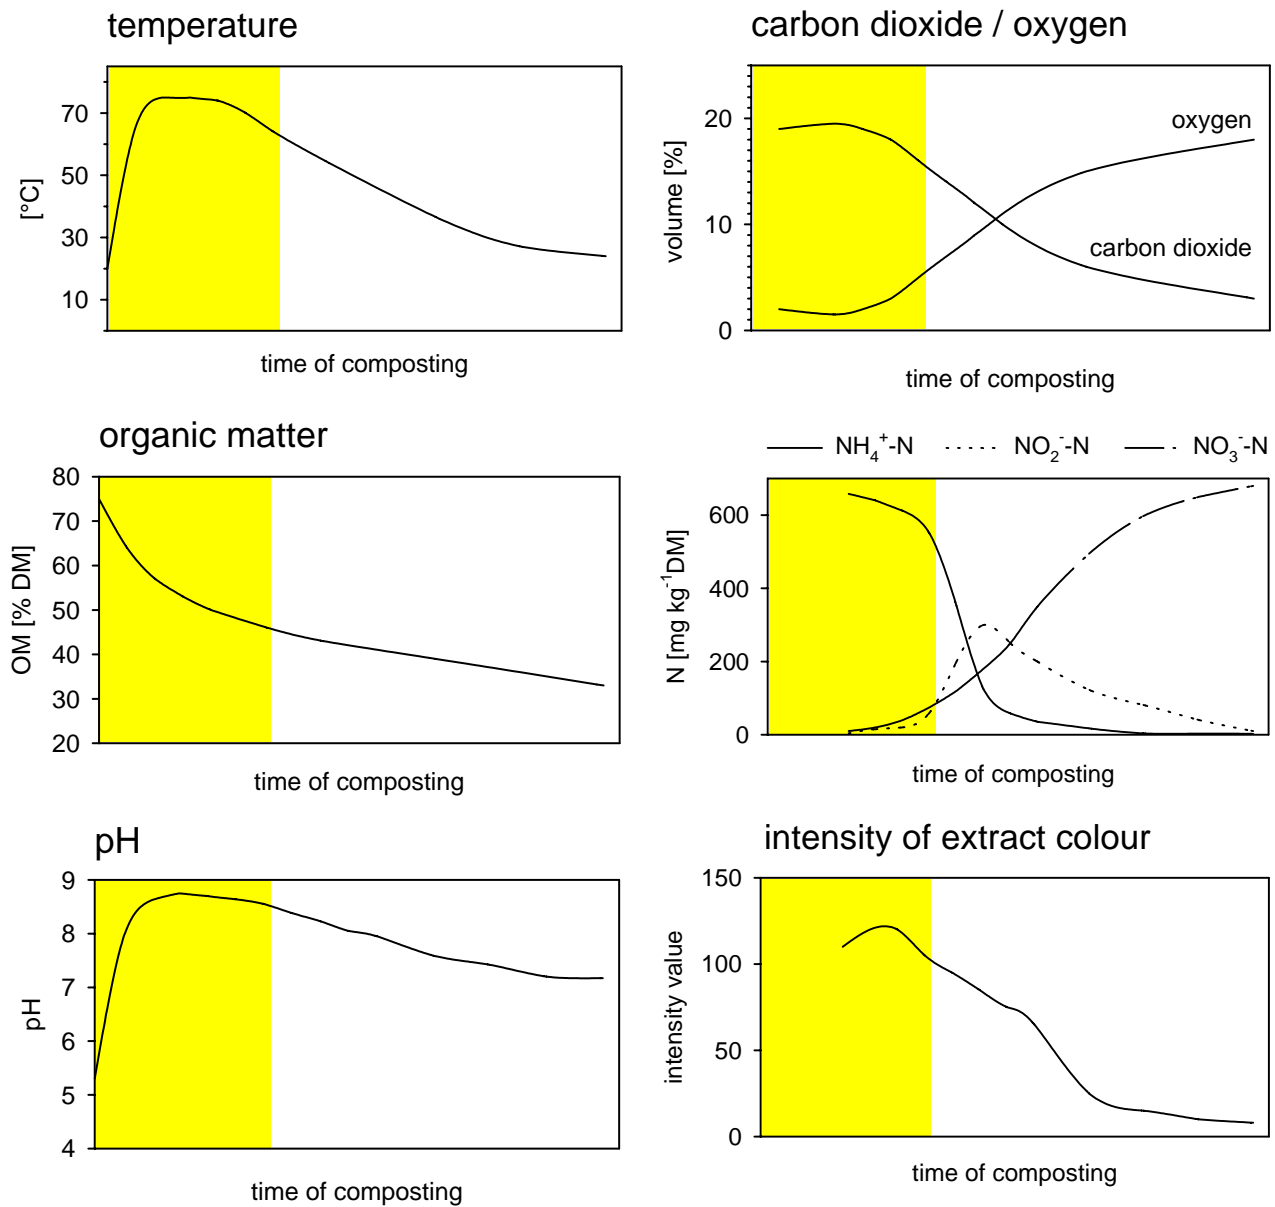 temperature
70
50
30
10
[°C]
time of composting
carbon dioxide / oxygen
20
10
0
volume [%]
oxygen
carbon dioxide
time of composting
organic matter
80
70
60
50
40
30
20
OM [% DM]
time of composting
NH₄⁺-N NO₂⁻-N NO₃⁻-N
600
400
200
0
N [mg kg⁻¹DM]
time of composting
pH
9
8
7
6
5
4
pH
time of composting
intensity of extract colour
150
100
50
0
intensity value
time of composting